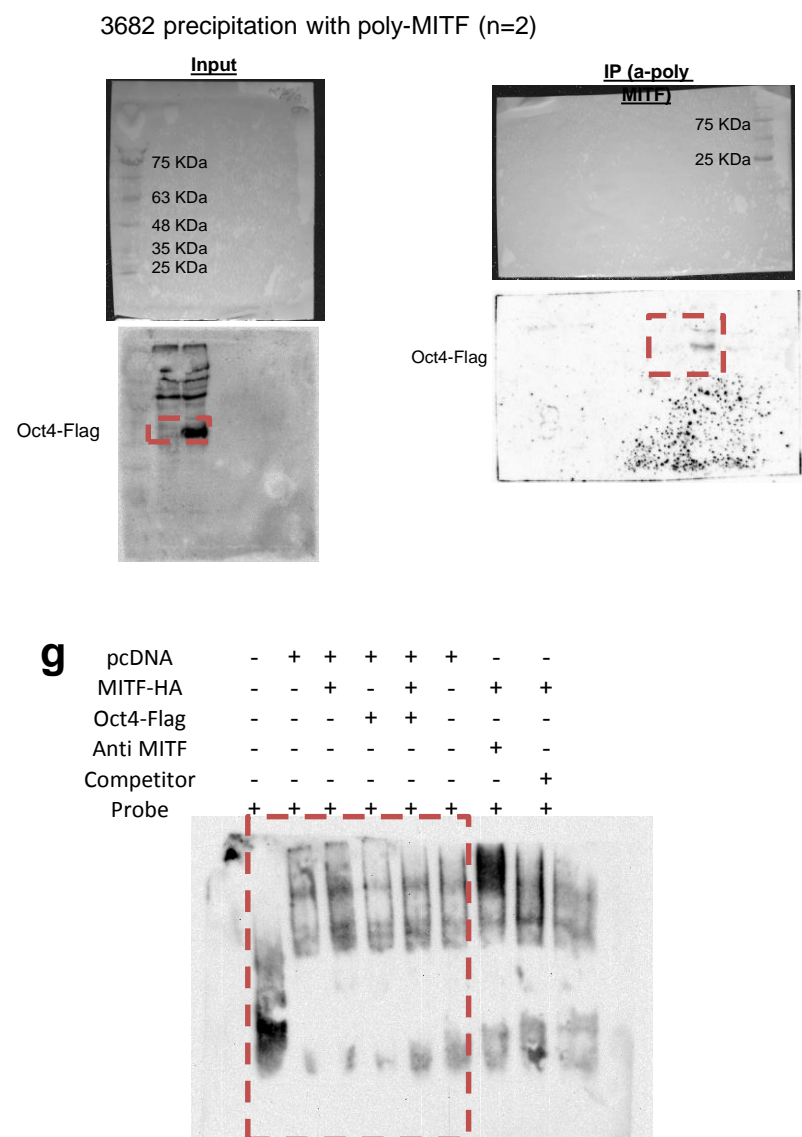 3682 precipitation with poly-MITF (n=2)
Input
75 KDa
63 KDa
48 KDa
35 KDa
25 KDa
Oct4-Flag
IP (a-poly
MITF)
75 KDa
25 KDa
Oct4-Flag
g
pcDNA - + + + + + - -
MITF-HA - - + - + - + +
Oct4-Flag - - - + + - - -
Anti MITF - - - - - - + -
Competitor - - - - - - - +
Probe + + + + + + + +